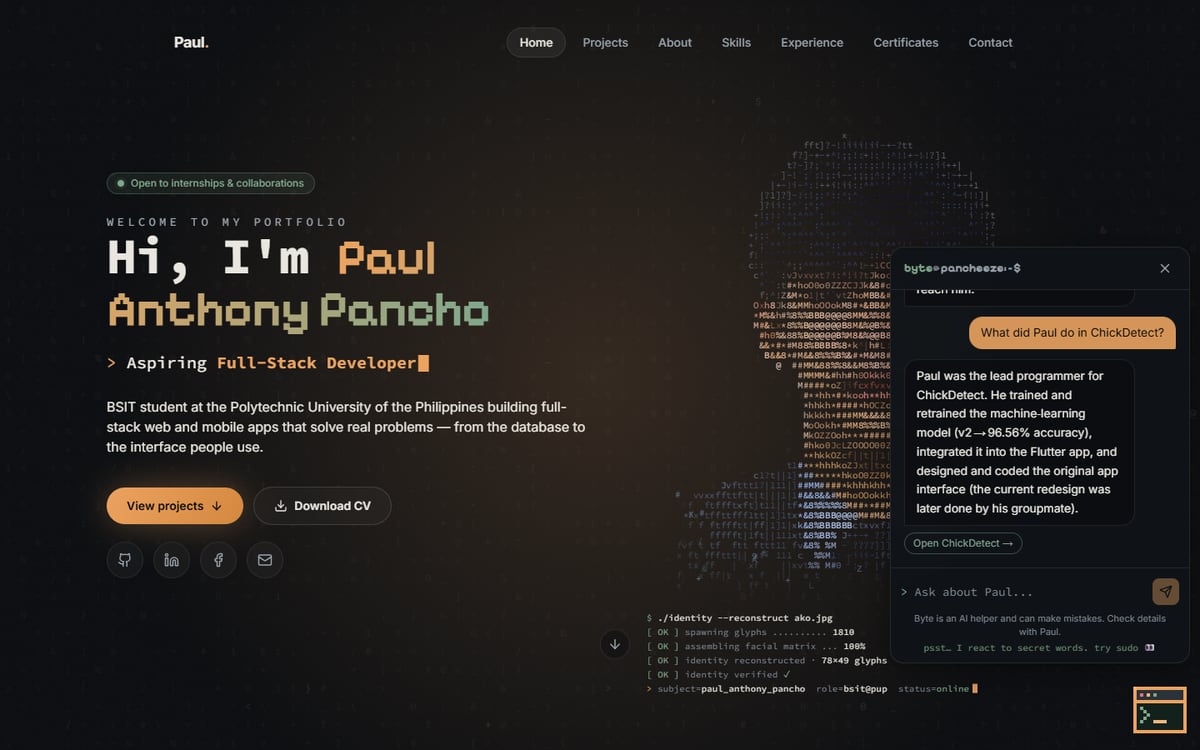 Paul.
Home Projects About Skills Experience Certificates Contact
Open to internships & collaborations
WELCOME TO MY PORTFOLIO
Hi, I'm Paul
Anthony Pancho
> Aspiring Full-Stack Developer
BSIT student at the Polytechnic University of the Philippines building full-
stack web and mobile apps that solve real problems — from the database to
the interface people use.
View projects ↓
Download CV
$ ./identity --reconstruct ako.jpg
[ OK ] spawning glyphs .......... 1810
[ OK ] assembling facial matrix ... 100%
[ OK ] identity reconstructed · 78×49 glyphs
[ OK ] identity verified ✓
> subject=paul_anthony_pancho role=bsit@pup status=online
byte@pancheeze:~$
reach him.
What did Paul do in ChickDetect?
Paul was the lead programmer for
ChickDetect. He trained and
retrained the machine-learning
model (v2→96.56% accuracy),
integrated it into the Flutter app, and
designed and coded the original app
interface (the current redesign was
later done by his groupmate).
Open ChickDetect →
> Ask about Paul...
Byte is an AI helper and can make mistakes. Check details
with Paul.
psst… I react to secret words. try sudo